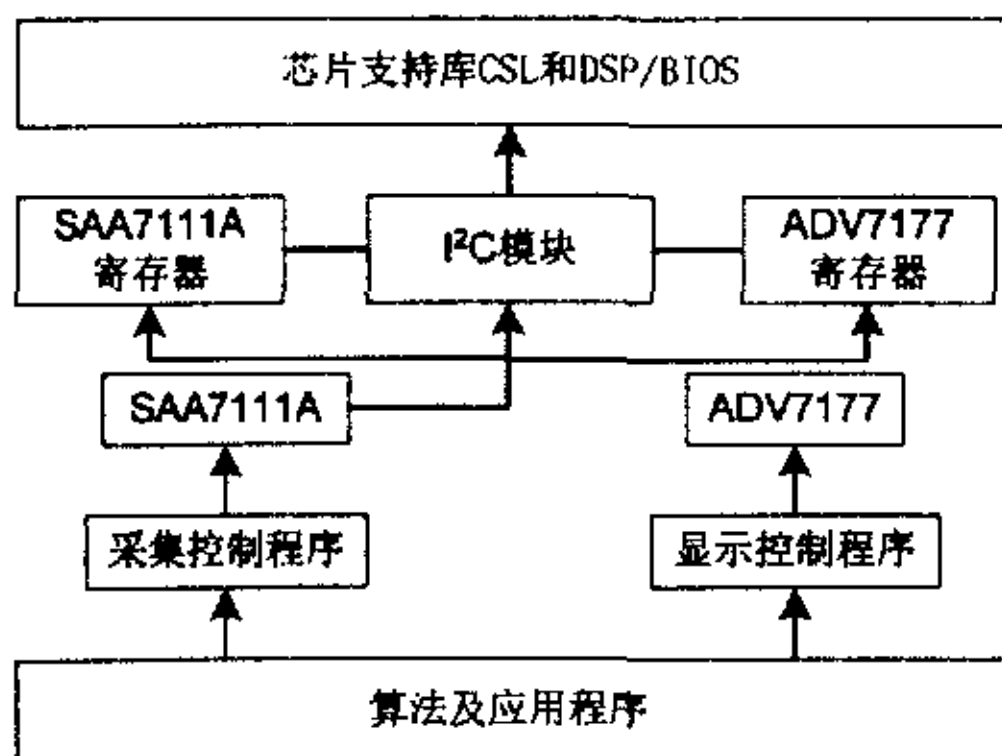 芯片支持库CSL和DSP/BIOS
SAA7111A
寄存器
I²C模块
ADV7177
寄存器
SAA7111A
ADV7177
采集控制程序
显示控制程序
算法及应用程序